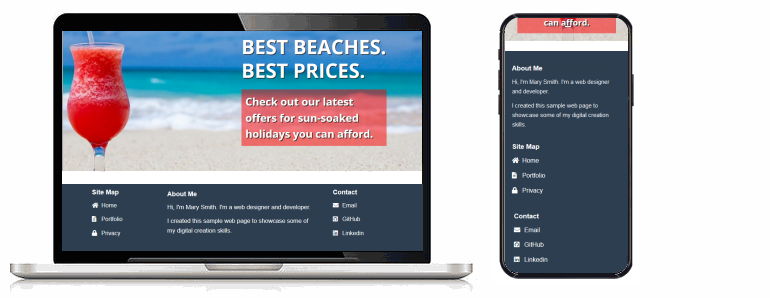 BEST BEACHES.
BEST PRICES.
Check out our latest
offers for sun-soaked
holidays you can afford.
Site Map
Home
Portfolio
Privacy
About Me
Hi, I'm Mary Smith. I'm a web designer and developer.
I created this sample web page to showcase some of
my digital creation skills.
Contact
Email
GitHub
Linkedin
can afford.
About Me
Hi, I'm Mary Smith. I'm a web designer
and developer.
I created this sample web page to
showcase some of my digital creation
skills.
Site Map
Home
Portfolio
Privacy
Contact
Email
GitHub
Linkedin